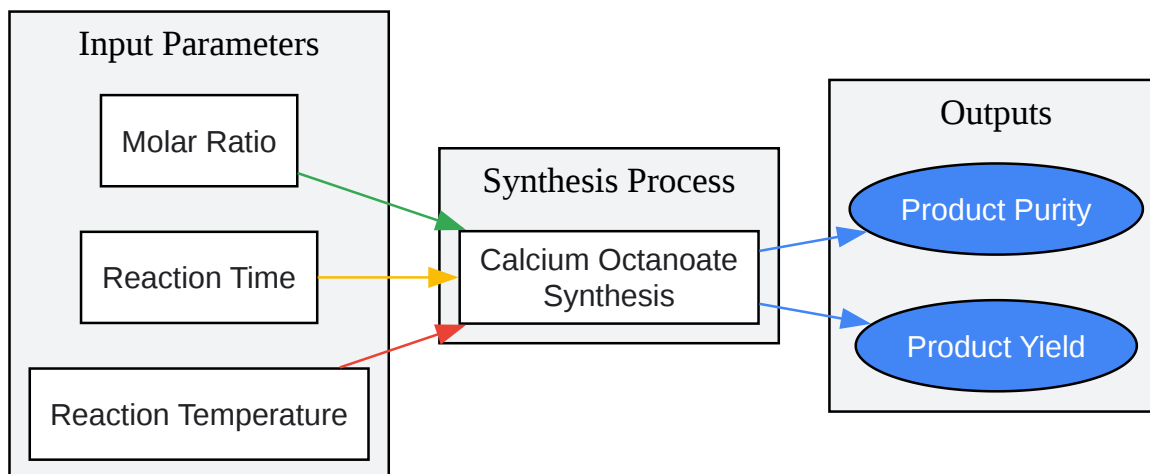 Input Parameters
Molar Ratio
Reaction Time
Reaction Temperature
Synthesis Process
Calcium Octanoate
Synthesis
Outputs
Product Purity
Product Yield